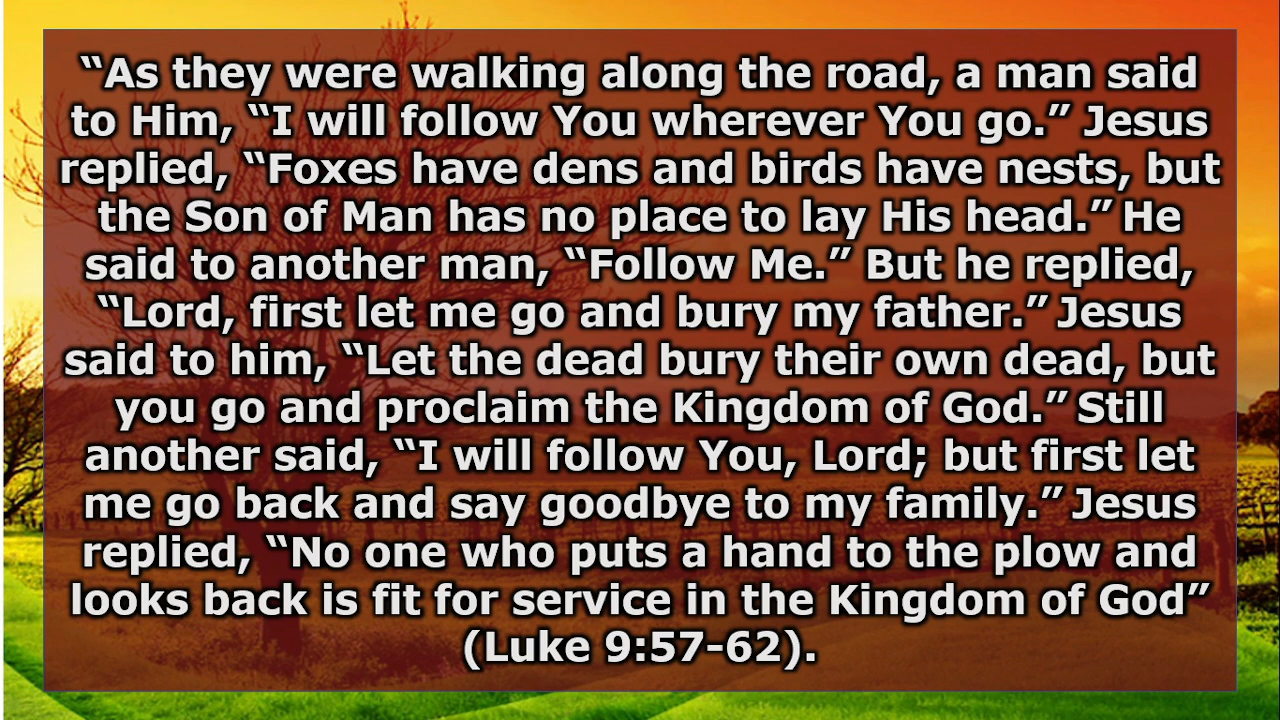 “As they were walking along the road, a man said
to Him, “I will follow You wherever You go.” Jesus
replied, “Foxes have dens and birds have nests, but
the Son of Man has no place to lay His head.” He
said to another man, “Follow Me.” But he replied,
“Lord, first let me go and bury my father.” Jesus
said to him, “Let the dead bury their own dead, but
you go and proclaim the Kingdom of God.” Still
another said, “I will follow You, Lord; but first let
me go back and say goodbye to my family.” Jesus
replied, “No one who puts a hand to the plow and
looks back is fit for service in the Kingdom of God”
(Luke 9:57-62).